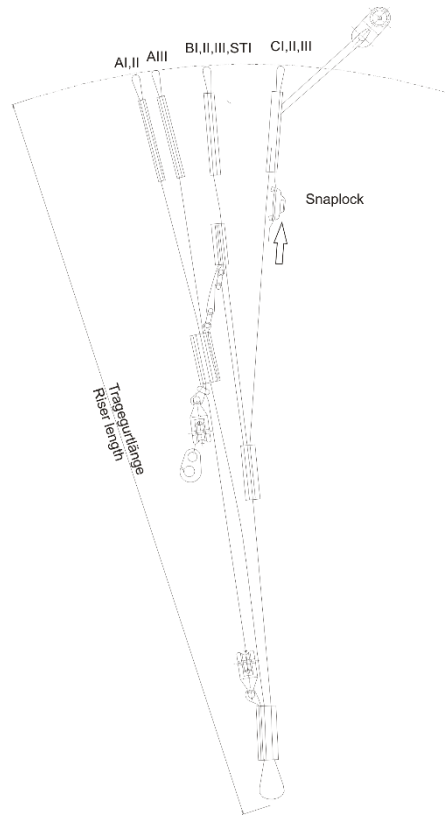 AI,II
AIII
BI,II,III,STI
CI,II,III
Snaplock
Tragegurtlänge
Riser length